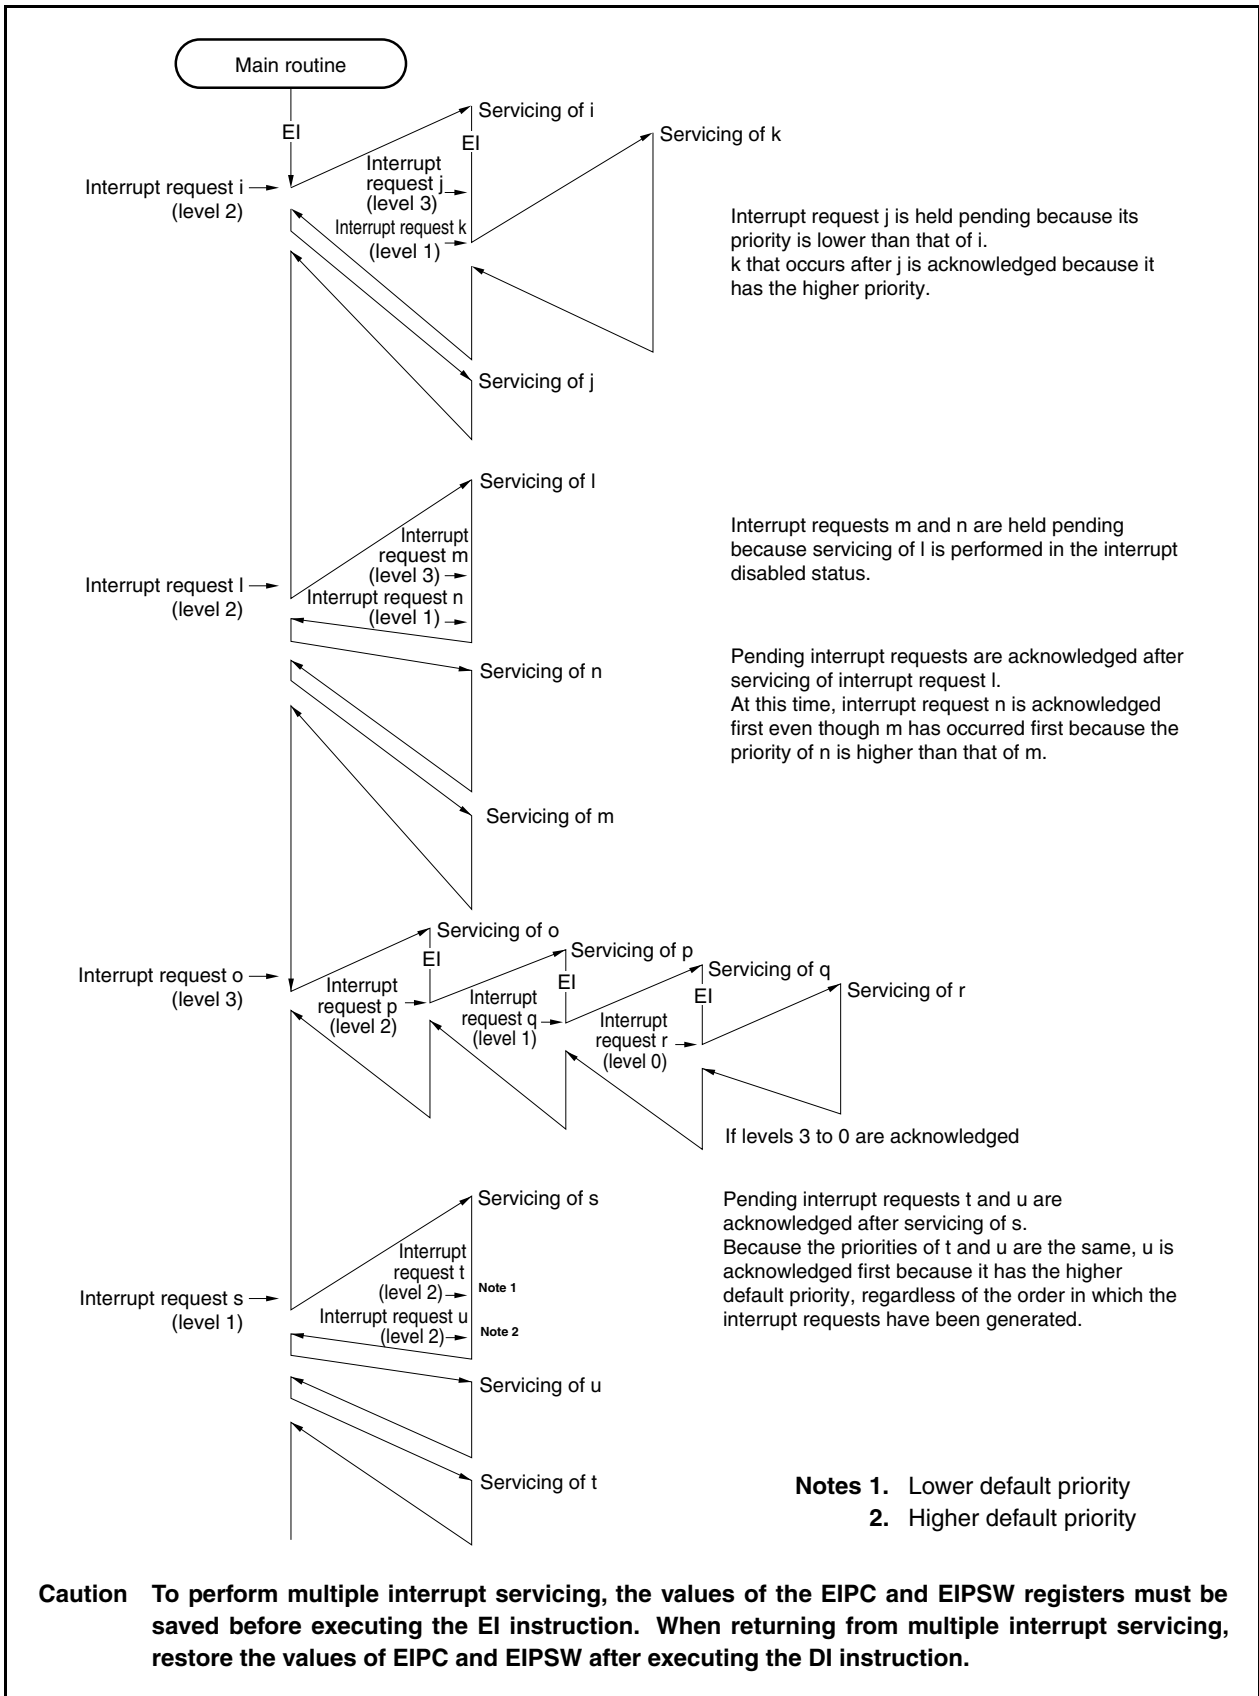 Main routine
EI
Servicing of i
EI
Servicing of k
Interrupt request i
(level 2)
Interrupt
request j
(level 3)
Interrupt request k
(level 1)
Interrupt request j is held pending because its
priority is lower than that of i.
k that occurs after j is acknowledged because it
has the higher priority.
Servicing of j
Servicing of l
Interrupt request l
(level 2)
Interrupt
request m
(level 3)
Interrupt request n
(level 1)
Interrupt requests m and n are held pending
because servicing of l is performed in the interrupt
disabled status.
Servicing of n
Pending interrupt requests are acknowledged after
servicing of interrupt request l.
At this time, interrupt request n is acknowledged
first even though m has occurred first because the
priority of n is higher than that of m.
Servicing of m
Servicing of o
EI
Servicing of p
EI
Servicing of q
EI
Servicing of r
Interrupt request o
(level 3)
Interrupt
request p
(level 2)
Interrupt
request q
(level 1)
Interrupt
request r
(level 0)
If levels 3 to 0 are acknowledged
Servicing of s
Interrupt request s
(level 1)
Interrupt
request t
(level 2)
Note 1
Interrupt request u
(level 2)
Note 2
Pending interrupt requests t and u are
acknowledged after servicing of s.
Because the priorities of t and u are the same, u is
acknowledged first because it has the higher
default priority, regardless of the order in which the
interrupt requests have been generated.
Servicing of u
Servicing of t
Notes 1. Lower default priority
2. Higher default priority
Caution To perform multiple interrupt servicing, the values of the EIPC and EIPSW registers must be
saved before executing the EI instruction. When returning from multiple interrupt servicing,
restore the values of EIPC and EIPSW after executing the DI instruction.